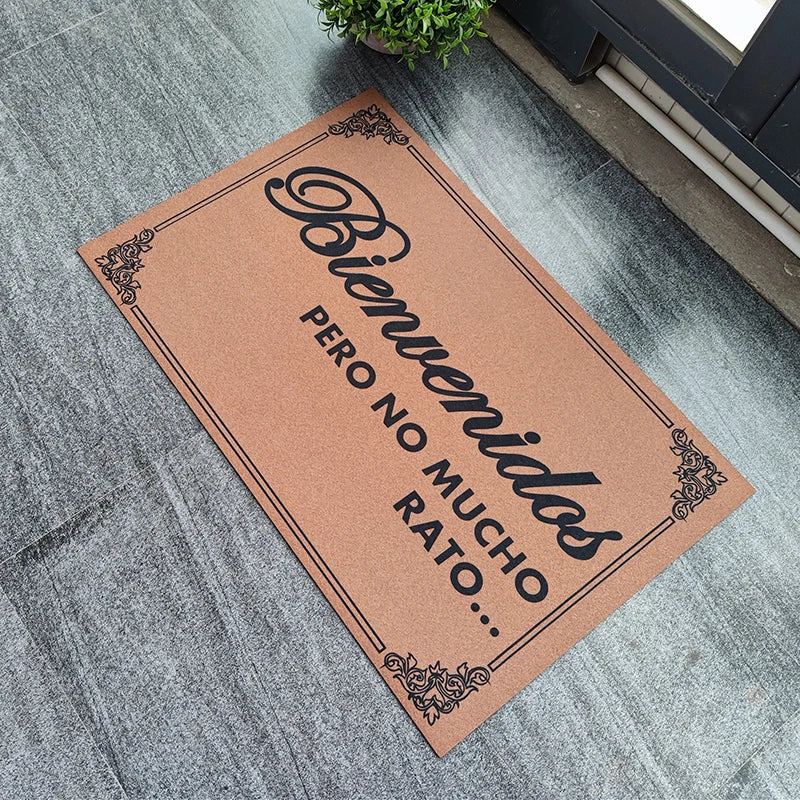 Bienvenidos
PERO NO MUCHO
RATO...